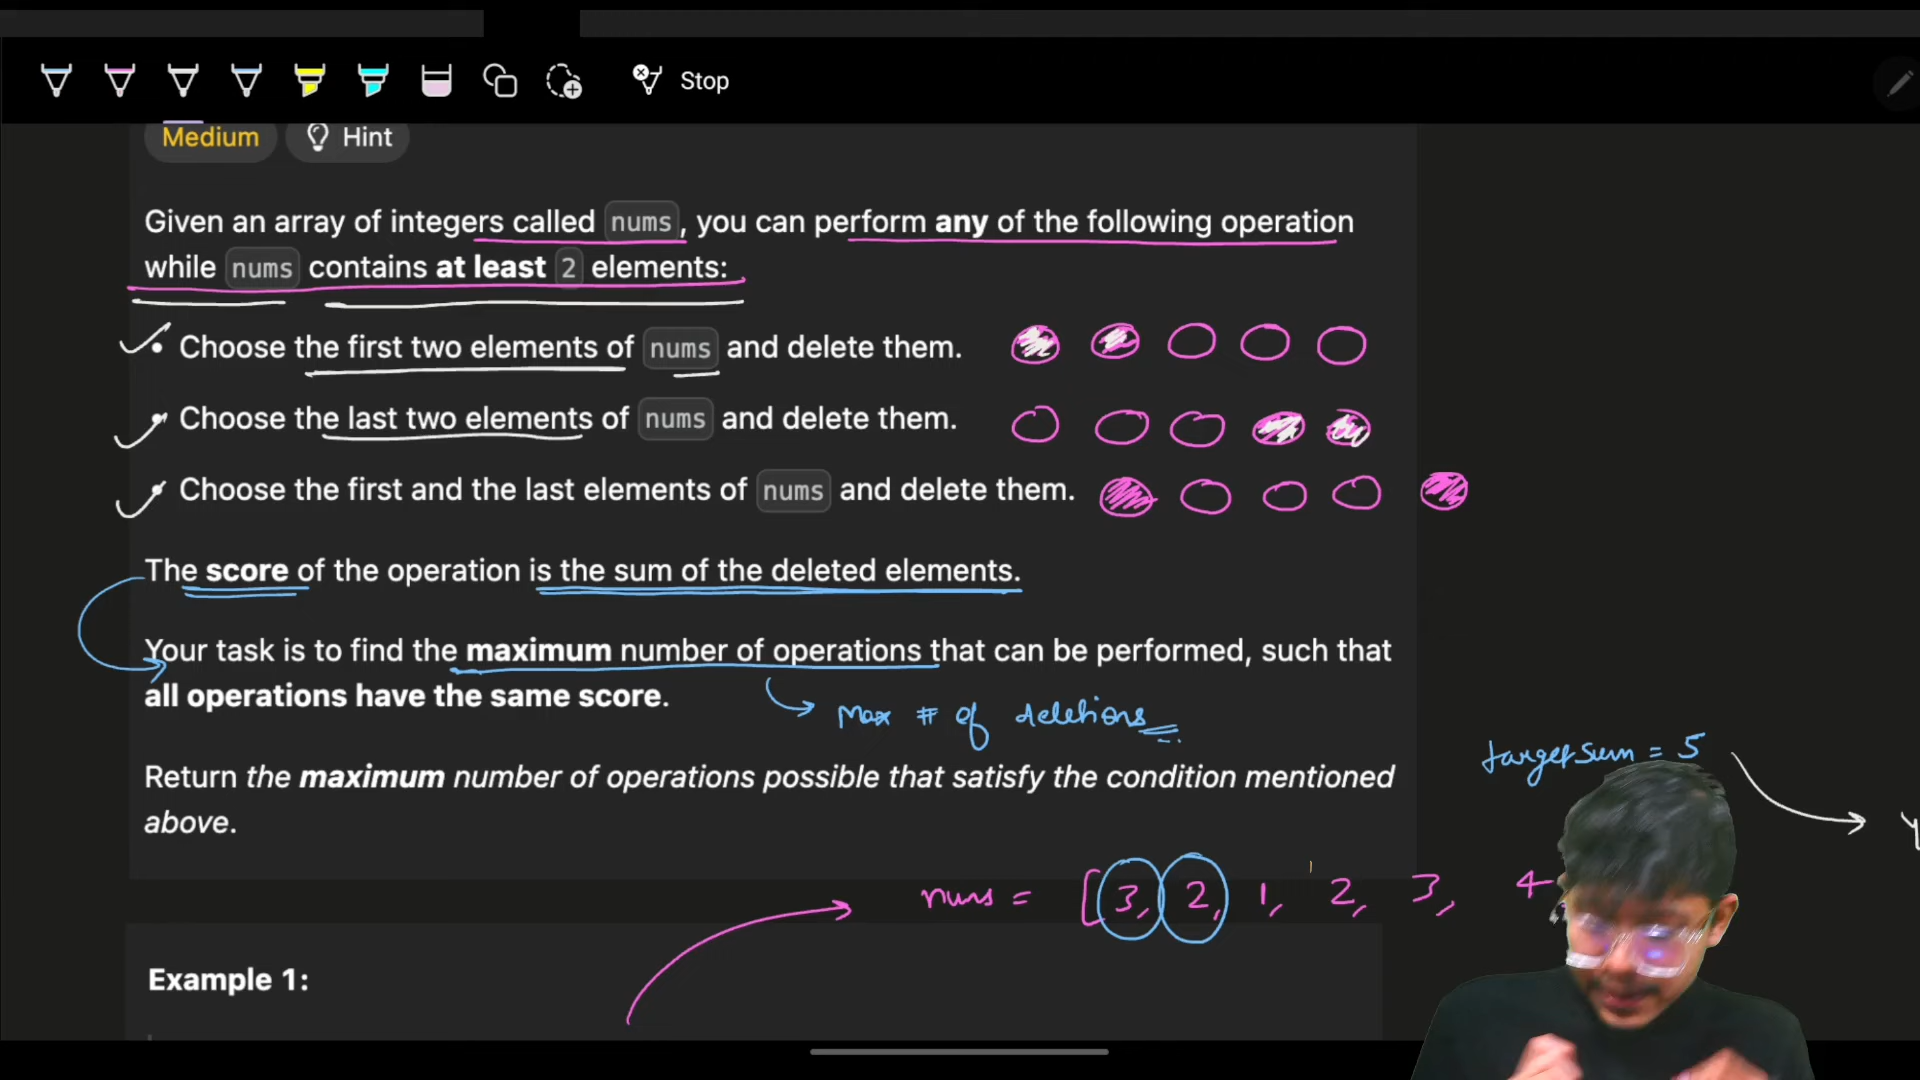 Stop
Medium Hint
Given an array of integers called nums, you can perform any of the following operation
while nums contains at least 2 elements:
Choose the first two elements of nums and delete them.
Choose the last two elements of nums and delete them.
Choose the first and the last elements of nums and delete them.
The score of the operation is the sum of the deleted elements.
Your task is to find the maximum number of operations that can be performed, such that
all operations have the same score.
Max # of deletions
Return the maximum number of operations possible that satisfy the condition mentioned
above.
targetSum = 5
nums = [3, 2, 1, 2, 3, 4
Example 1: